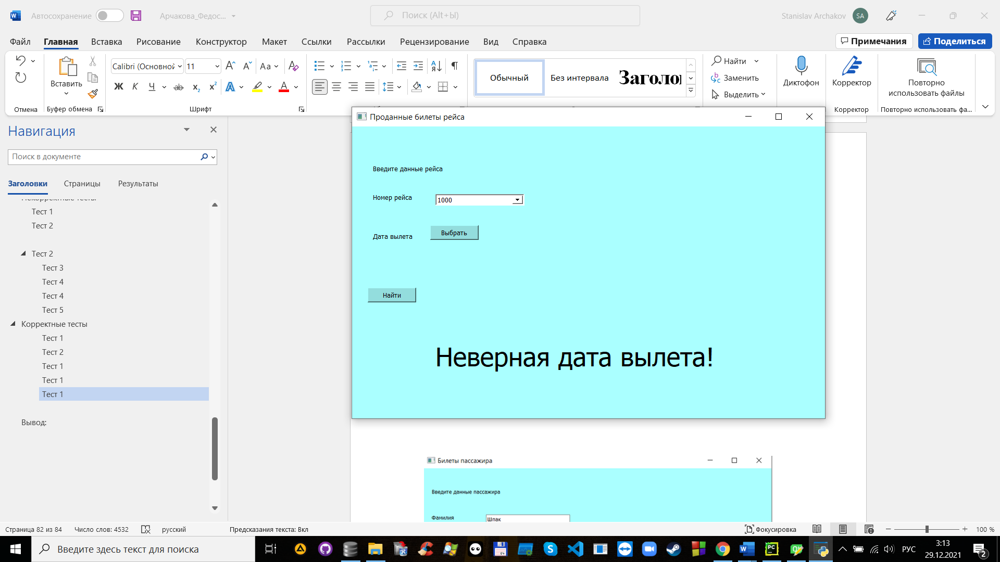 Автосохранение
Арчакова_Федос...
Поиск (Alt+Ы)
Stanislav Archakov
SA
Файл Главная Вставка Рисование Конструктор Макет Ссылки Рассылки Рецензирование Вид Справка
Примечания
Поделиться
Calibri (Основной 11
Вставить
Ж К Ч
Обычный
Без интервала
Заголо
Найти
Заменить
Выделить
Диктофон
Корректор
Повторно
использовать файлы
Отмена
Буфер обмена
Шрифт
Корректор
Повторно использовать фа...
Навигация
Поиск в документе
Заголовки Страницы Результаты
Некорректные тесты
Тест 1
Тест 2
Тест 2
Тест 3
Тест 4
Тест 4
Тест 5
Корректные тесты
Тест 1
Тест 2
Тест 1
Тест 1
Тест 1
Вывод:
Проданные билеты рейса
Введите данные рейса
Номер рейса
1000
Дата вылета
Выбрать
Найти
Неверная дата вылета!
Билеты пассажира
Введите данные пассажира
Фамилия
Шпак
Страница 82 из 84 Число слов: 4532 русский Предсказания текста: Вкл
Фокусировка
100 %
Введите здесь текст для поиска
РУС
3:13
29.12.2021
2